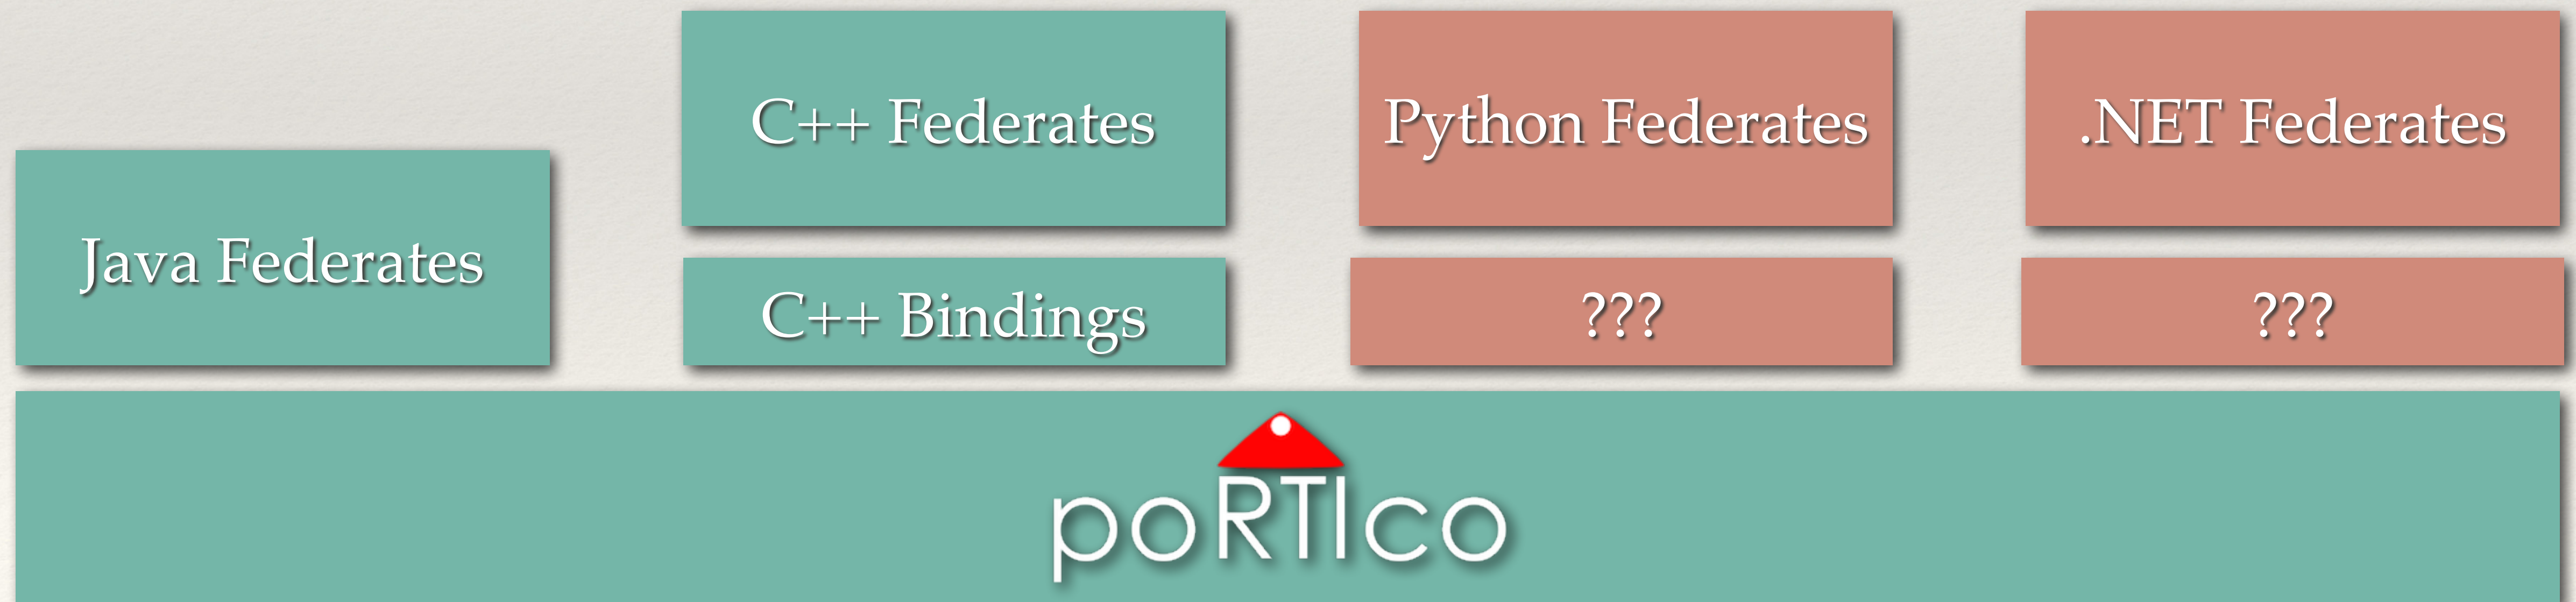 C++ Federates
Python Federates
.NET Federates
Java Federates
C++ Bindings
???
???
poRTIco